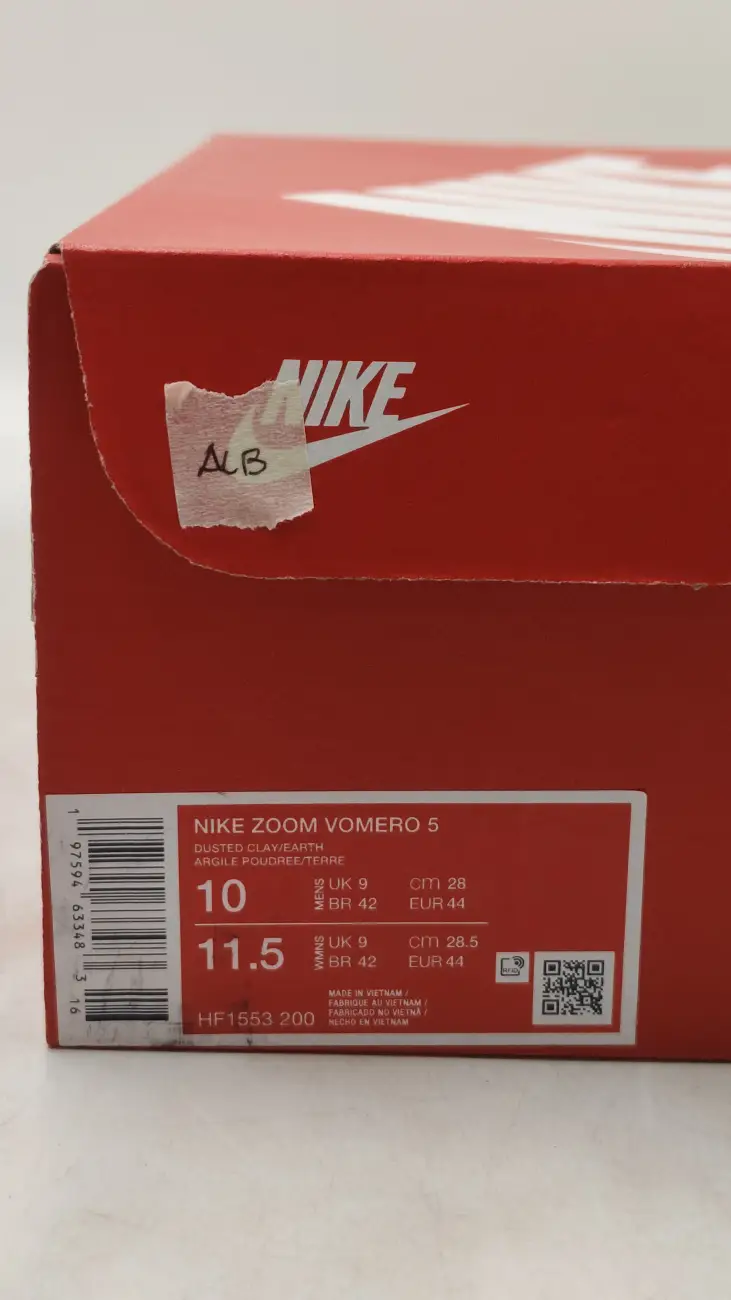 NIKE
ALB
NIKE ZOOM VOMERO 5
DUSTED CLAY/EARTH
ARGILE POUDREE/TERRE
10 MENS UK 9 cm 28
BR 42 EUR 44
11.5 WMNS UK 9 cm 28.5
BR 42 EUR 44
HF1553 200
MADE IN VIETNAM /
FABRIQUE AU VIETNAM /
FABRICADO NO VIETNÃ /
HECHO EN VIETNAM
RFID
1 97594 63348 3 16